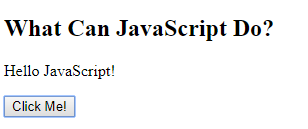 What Can JavaScript Do?
Hello JavaScript!
Click Me!